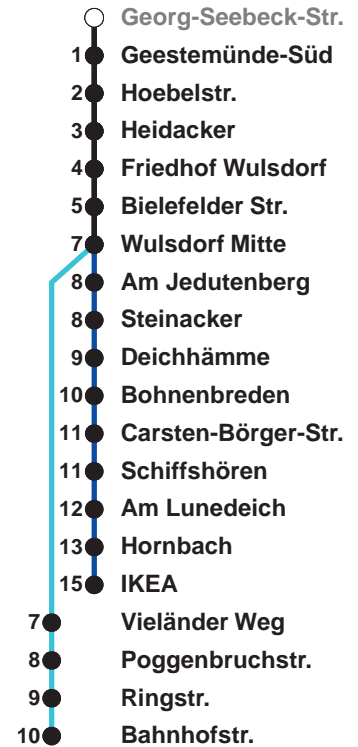 Georg-Seebeck-Str.
1 Geestemünde-Süd
2 Hoebelstr.
3 Heidacker
4 Friedhof Wulsdorf
5 Bielefelder Str.
7 Wulsdorf Mitte
8 Am Jedutenberg
8 Steinacker
9 Deichhämme
10 Bohnenbreden
11 Carsten-Börger-Str.
11 Schiffshören
12 Am Lunedeich
13 Hornbach
15 IKEA
7 Vieländer Weg
8 Poggenbruchstr.
9 Ringstr.
10 Bahnhofstr.